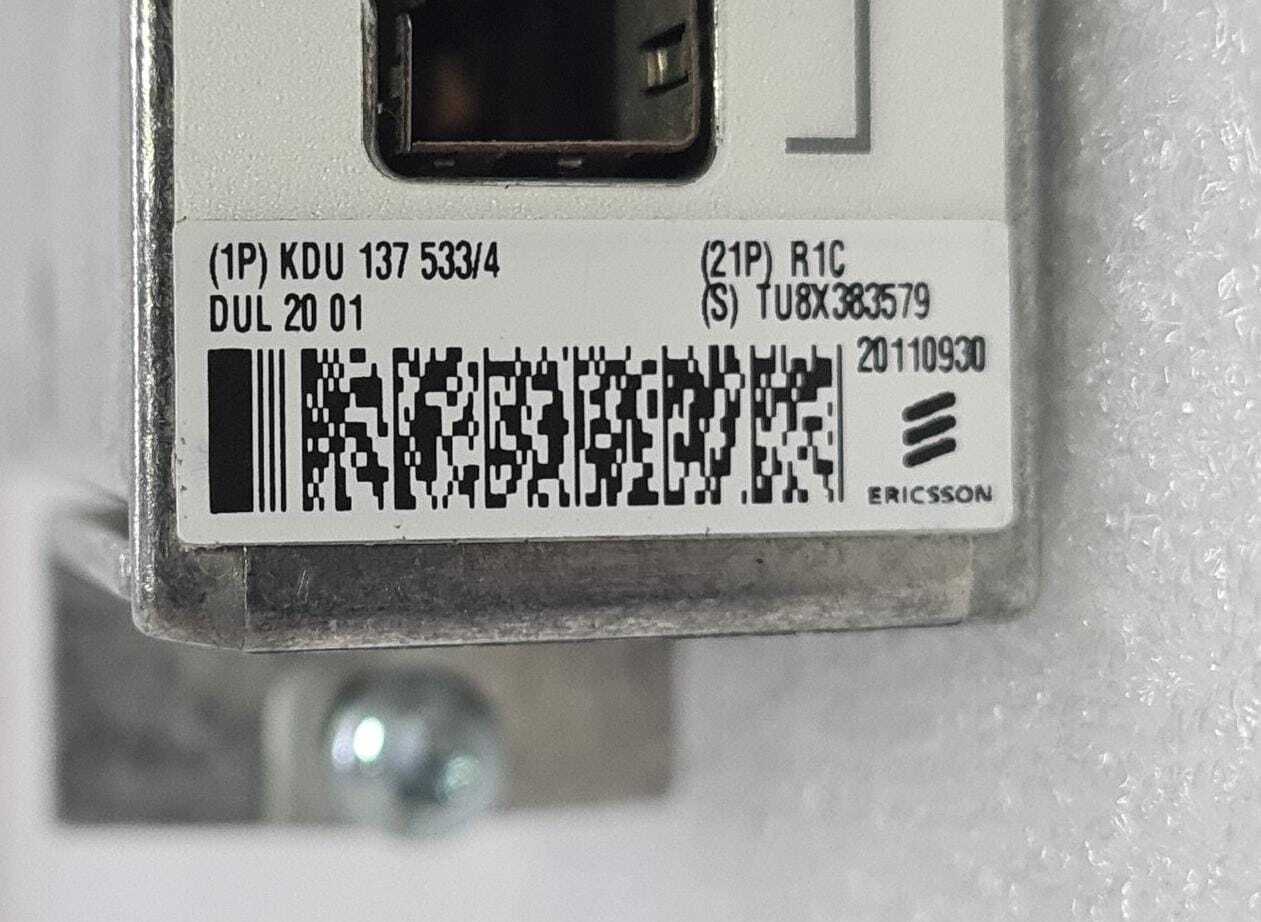 (1P) KDU 137 533/4
DUL 20 01
(21P) R1C
(S) TU8X383579
20110930
ERICSSON